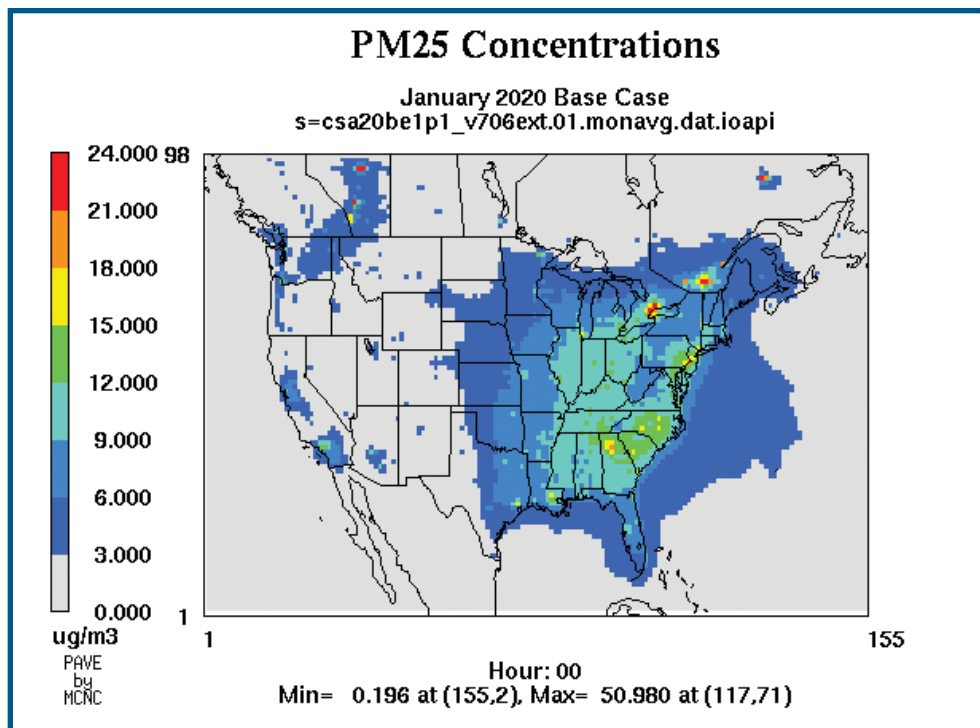 PM25 Concentrations
January 2020 Base Case
s=csa20be1p1_v706ext.01.monavg.dat.ioapi
24.000
21.000
18.000
15.000
12.000
9.000
6.000
3.000
0.000
ug/m3
PAVE
by
MCNC
98
1
1
155
Hour: 00
Min= 0.196 at (155,2), Max= 50.980 at (117,71)